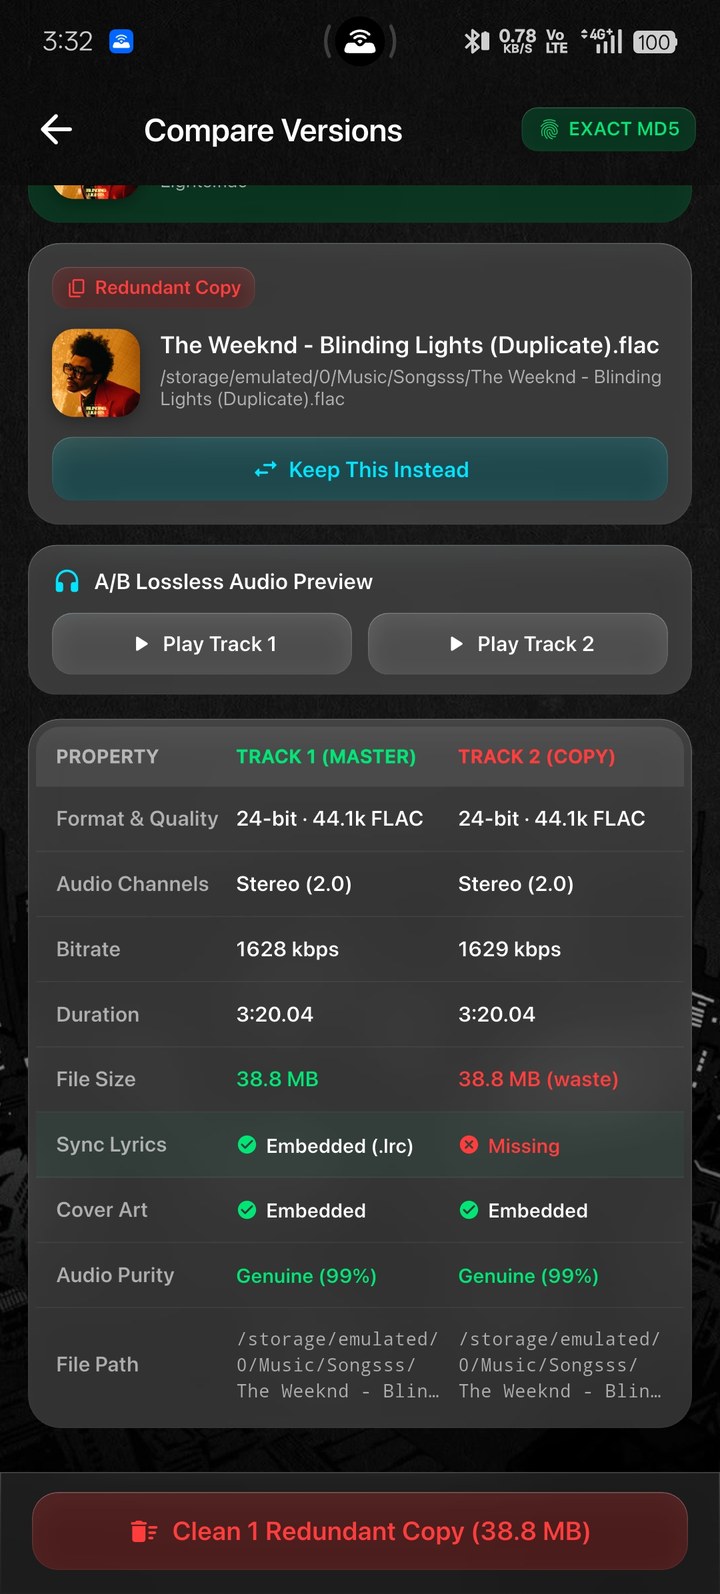 3:32
0.78
KB/S
Vo
LTE
4G+
100
Compare Versions
EXACT MD5
Redundant Copy
The Weeknd - Blinding Lights (Duplicate).flac
/storage/emulated/0/Music/Songsss/The Weeknd - Blinding
Lights (Duplicate).flac
Keep This Instead
A/B Lossless Audio Preview
Play Track 1
Play Track 2
PROPERTY TRACK 1 (MASTER) TRACK 2 (COPY)
Format & Quality 24-bit · 44.1k FLAC 24-bit · 44.1k FLAC
Audio Channels Stereo (2.0) Stereo (2.0)
Bitrate 1628 kbps 1629 kbps
Duration 3:20.04 3:20.04
File Size 38.8 MB 38.8 MB (waste)
Sync Lyrics Embedded (.lrc) Missing
Cover Art Embedded Embedded
Audio Purity Genuine (99%) Genuine (99%)
/storage/emulated/ /storage/emulated/
File Path 0/Music/Songsss/ 0/Music/Songsss/
The Weeknd - Blin… The Weeknd - Blin…
Clean 1 Redundant Copy (38.8 MB)